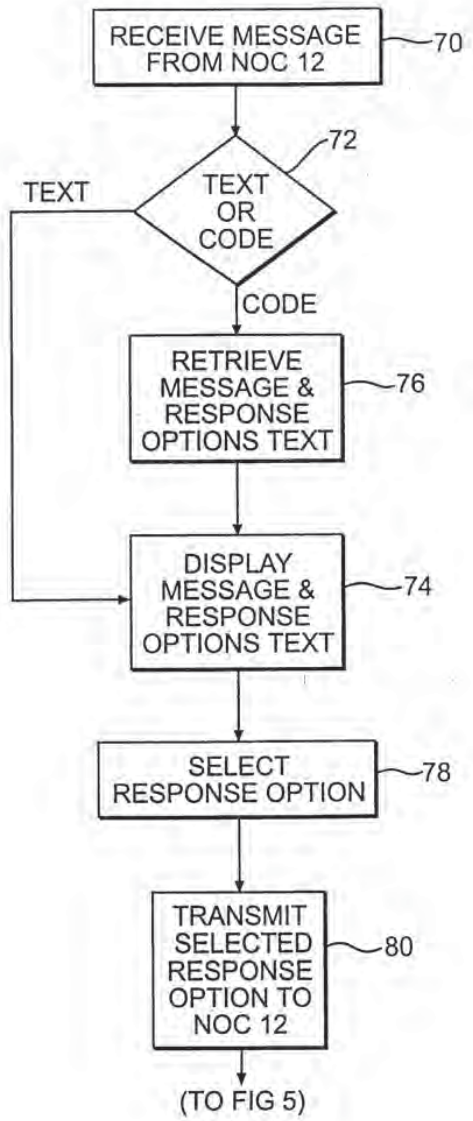 RECEIVE MESSAGE
FROM NOC 12
70
72
TEXT
TEXT
OR
CODE
CODE
RETRIEVE
MESSAGE &
RESPONSE
OPTIONS TEXT
76
DISPLAY
MESSAGE &
RESPONSE
OPTIONS TEXT
74
SELECT
RESPONSE OPTION
78
TRANSMIT
SELECTED
RESPONSE
OPTION TO
NOC 12
80
(TO FIG 5)